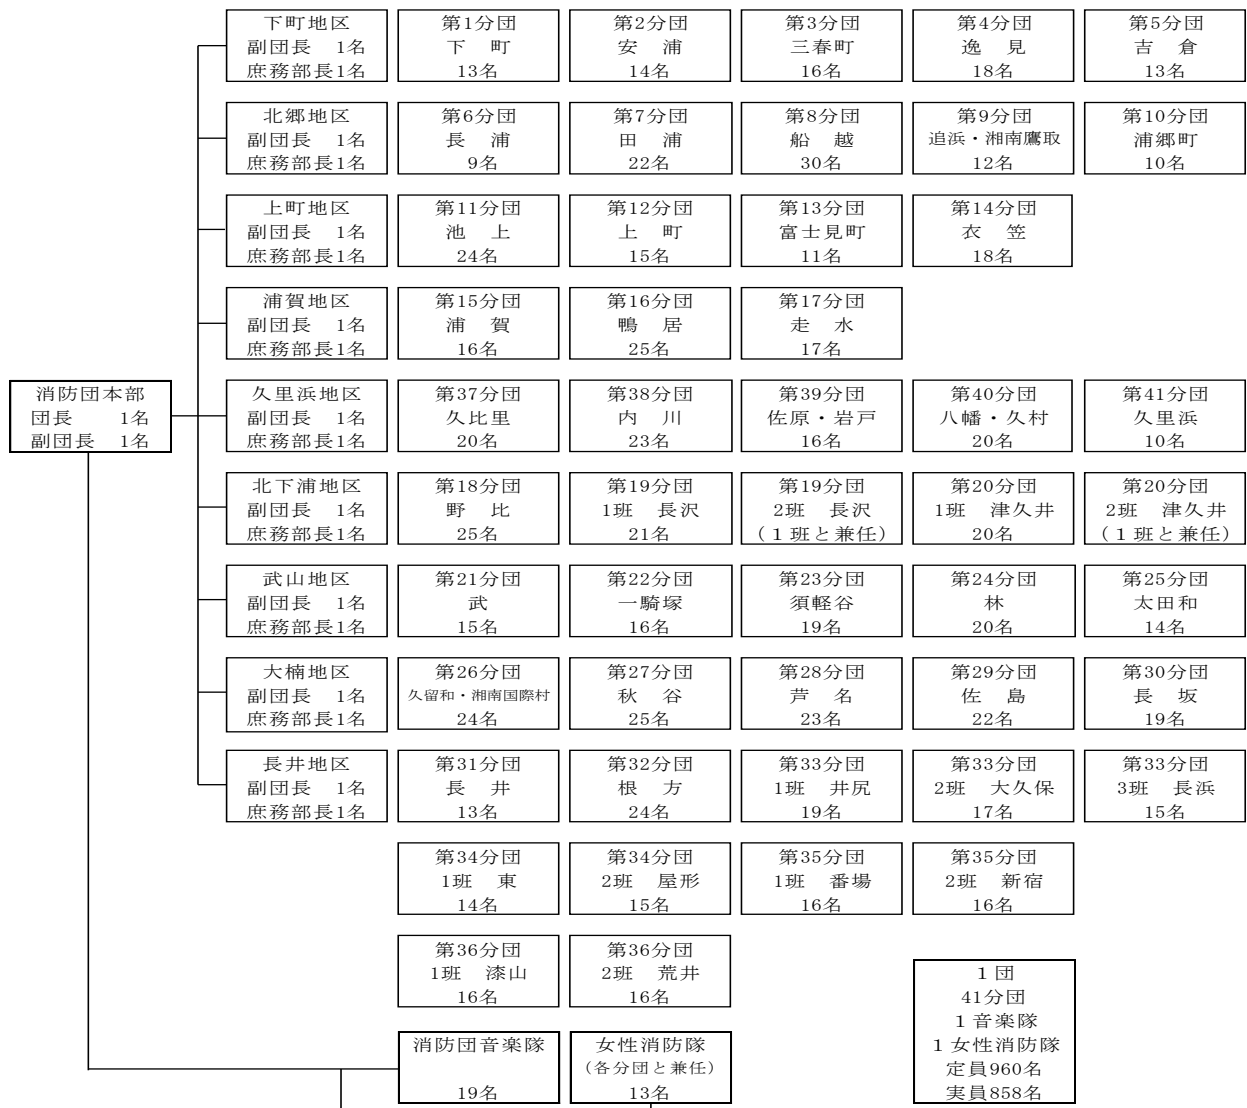 下町地区
副団長　1名
庶務部長1名
第1分団
下　町
13名
第2分団
安　浦
14名
第3分団
三春町
16名
第4分団
逸　見
18名
第5分団
吉　倉
13名
北郷地区
副団長　1名
庶務部長1名
第6分団
長　浦
9名
第7分団
田　浦
22名
第8分団
船　越
30名
第9分団
追浜・湘南鷹取
12名
第10分団
浦郷町
10名
上町地区
副団長　1名
庶務部長1名
第11分団
池　上
24名
第12分団
上　町
15名
第13分団
富士見町
11名
第14分団
衣　笠
18名
浦賀地区
副団長　1名
庶務部長1名
第15分団
浦　賀
16名
第16分団
鴨　居
25名
第17分団
走　水
17名
消防団本部
団長　　1名
副団長　1名
久里浜地区
副団長　1名
庶務部長1名
第37分団
久比里
20名
第38分団
内　川
23名
第39分団
佐原・岩戸
16名
第40分団
八幡・久村
20名
第41分団
久里浜
10名
北下浦地区
副団長　1名
庶務部長1名
第18分団
野　比
25名
第19分団
1班　長沢
21名
第19分団
2班　長沢
（１班と兼任）
第20分団
1班　津久井
20名
第20分団
2班　津久井
（１班と兼任）
武山地区
副団長　1名
庶務部長1名
第21分団
武
15名
第22分団
一騎塚
16名
第23分団
須軽谷
19名
第24分団
林
20名
第25分団
太田和
14名
大楠地区
副団長　1名
庶務部長1名
第26分団
久留和・湘南国際村
24名
第27分団
秋　谷
25名
第28分団
芦　名
23名
第29分団
佐　島
22名
第30分団
長　坂
19名
長井地区
副団長　1名
庶務部長1名
第31分団
長　井
13名
第32分団
根　方
24名
第33分団
1班　井尻
19名
第33分団
2班　大久保
17名
第33分団
3班　長浜
15名
第34分団
1班　東
14名
第34分団
2班　屋形
15名
第35分団
1班　番場
16名
第35分団
2班　新宿
16名
第36分団
1班　漆山
16名
第36分団
2班　荒井
16名
消防団音楽隊
19名
女性消防隊
（各分団と兼任）
13名
１団
41分団
１音楽隊
１女性消防隊
定員960名
実員858名